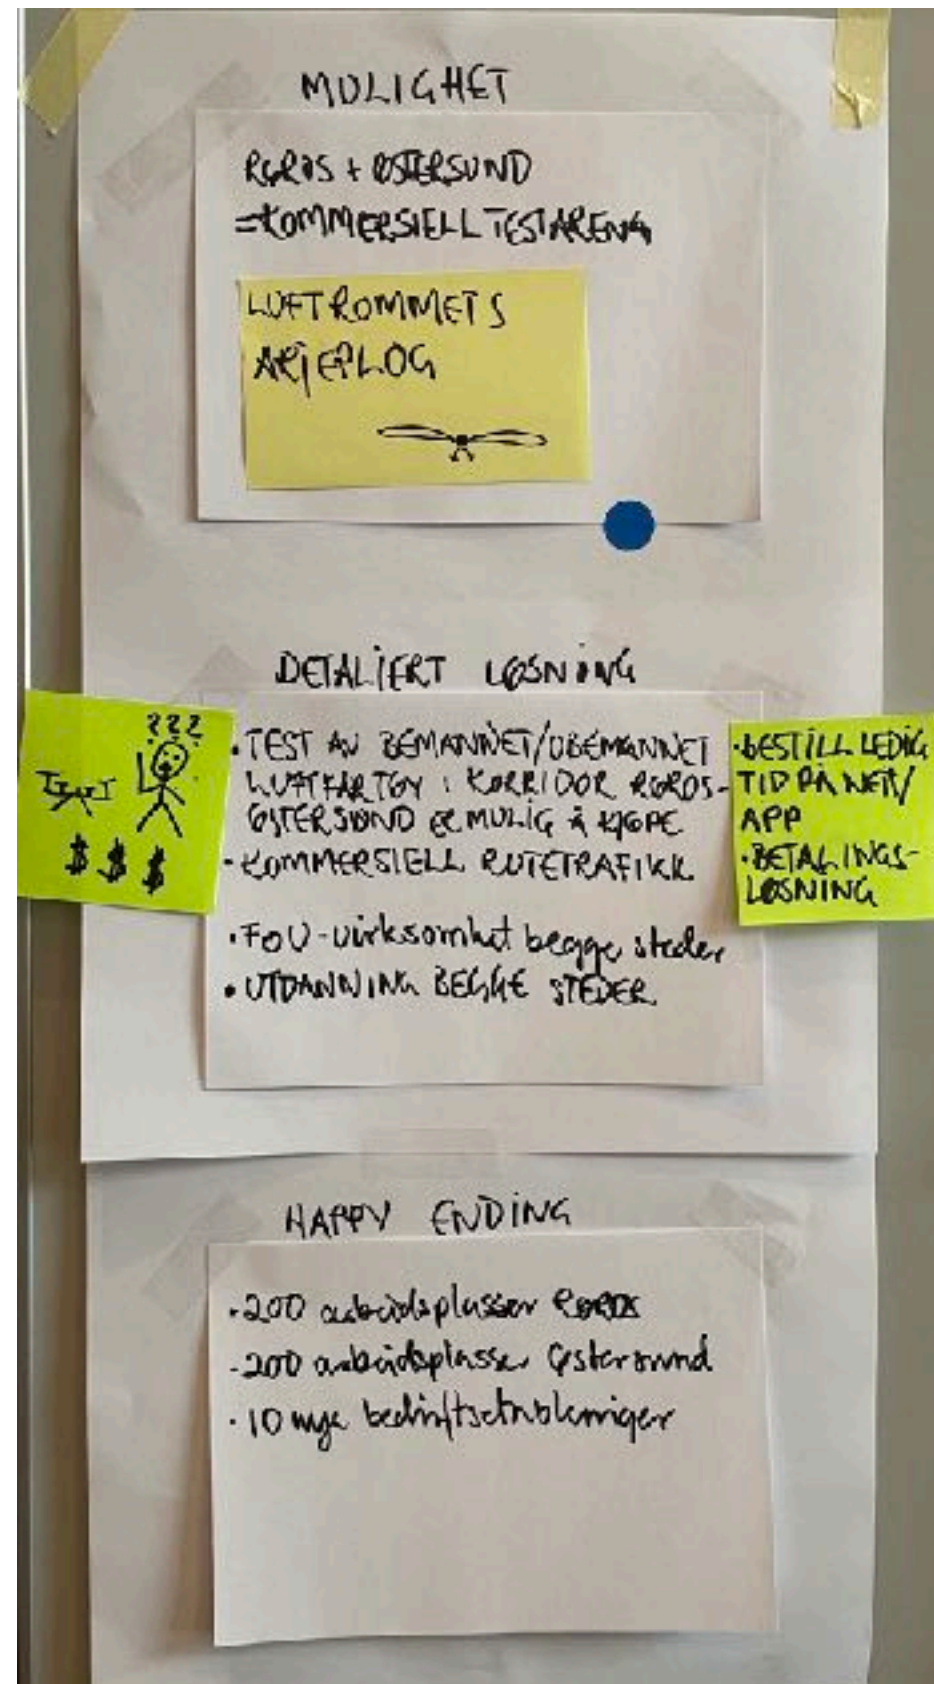 MULIGHET
RØROS + ØSTERSUND
= KOMMERSIELL TESTARENA
LUFTROMMETS
ARJEPLOG
DETALJERT LØSNING
???
$ $ $
• TEST AV BEMANNET/UBEMANNET
LUFTFARTØY I KORRIDOR RØROS-
ØSTERSUND ER MULIG Å KJØPE
• KOMMERSIELL RUTETRAFIKK
• FoU-virksomhet begge steder
• UTDANNING BEGGE STEDER
• BESTILL LEDIG
TID PÅ NETT/
APP
• BETALINGS-
LØSNING
HAPPY ENDING
• 200 arbeidsplasser Røros
- 200 arbeidsplasser Østersund
• 10 nye bedriftsetableringer